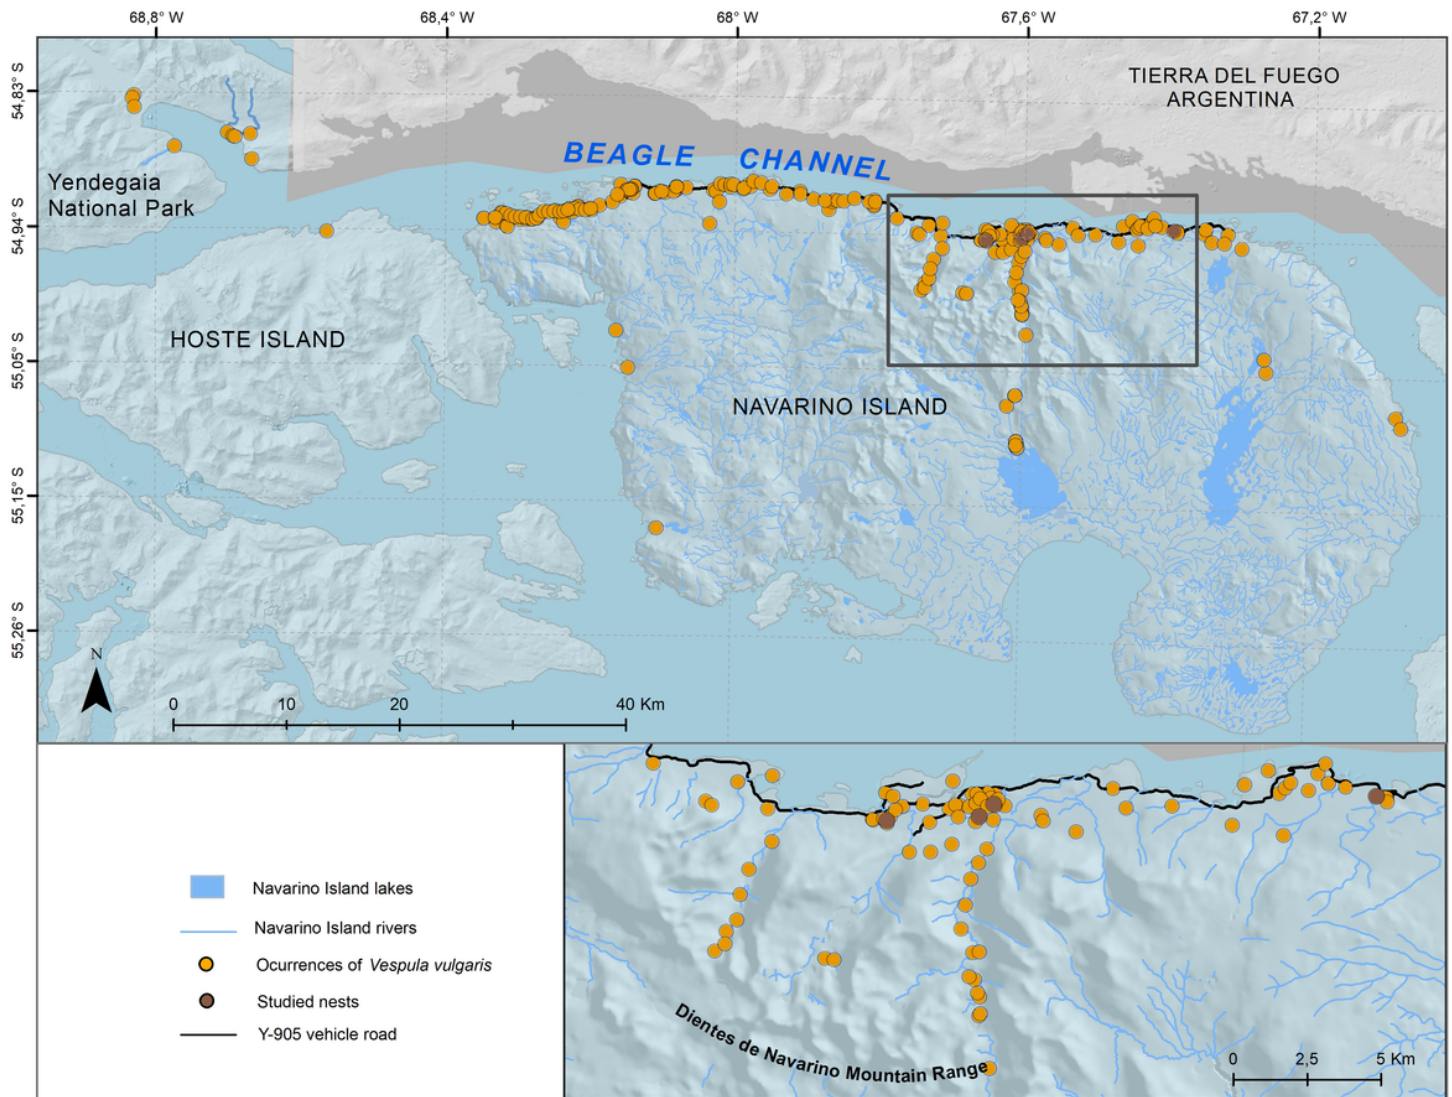 68,8° W
68,4° W
68° W
67,6° W
67,2° W
54,83° S
54,94° S
55,05° S
55,15° S
55,26° S
TIERRA DEL FUEGO
ARGENTINA
BEAGLE CHANNEL
Yendegaia
National Park
HOSTE ISLAND
NAVARINO ISLAND
N
0 10 20 40 Km
Navarino Island lakes
Navarino Island rivers
Ocurrences of Vespula vulgaris
Studied nests
Y-905 vehicle road
Dientes de Navarino Mountain Range
0 2,5 5 Km